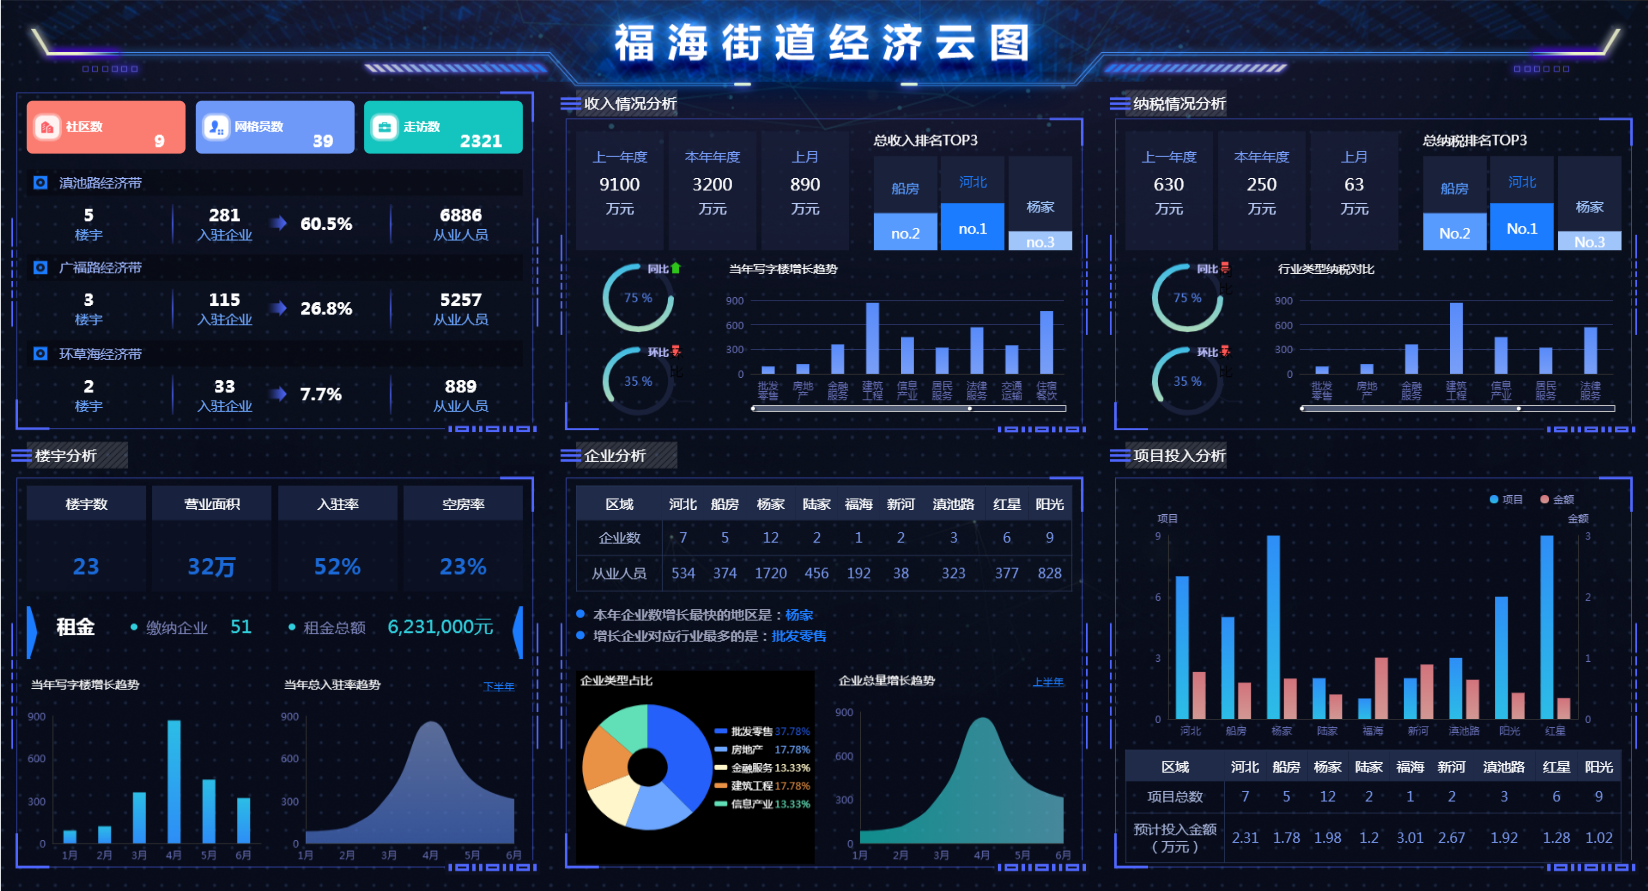 福海街道经济云图
社区数
9
网格员数
39
走访数
2321
滇池路经济带
5
楼宇
281
入驻企业
60.5%
6886
从业人员
广福路经济带
3
楼宇
115
入驻企业
26.8%
5257
从业人员
环草海经济带
2
楼宇
33
入驻企业
7.7%
889
从业人员
收入情况分析
上一年度
9100
万元
本年年度
3200
万元
上月
890
万元
总收入排名TOP3
船房
no.2
河北
no.1
杨家
no.3
同比
75 %
环比
35 %
当年写字楼增长趋势
900
600
300
0
批发零售 房地产 金融服务 建筑工程 信息产业 居民服务 法律服务 交通运输 住宿餐饮
纳税情况分析
上一年度
630
万元
本年年度
250
万元
上月
63
万元
总纳税排名TOP3
船房
No.2
河北
No.1
杨家
No.3
同比
75 %
环比
35 %
行业类型纳税对比
900
600
300
0
批发零售 房地产 金融服务 建筑工程 信息产业 居民服务 法律服务
楼宇分析
楼宇数 营业面积 入驻率 空房率
23 32万 52% 23%
租金
缴纳企业 51
租金总额 6,231,000元
当年写字楼增长趋势
900
600
300
0
1月 2月 3月 4月 5月 6月
当年总入驻率趋势
下半年
900
600
300
0
1月 2月 3月 4月 5月 6月
企业分析
区域 河北 船房 杨家 陆家 福海 新河 滇池路 红星 阳光
企业数 7 5 12 2 1 2 3 6 9
从业人员 534 374 1720 456 192 38 323 377 828
本年企业数增长最快的地区是：杨家
增长企业对应行业最多的是：批发零售
企业类型占比
批发零售 37.78%
房地产 17.78%
金融服务 13.33%
建筑工程 17.78%
信息产业 13.33%
企业总量增长趋势
上半年
900
600
300
0
1月 2月 3月 4月 5月 6月
项目投入分析
项目 金额
项目
9
6
3
0
金额
3
2
1
0
河北 船房 杨家 陆家 福海 新河 滇池路 阳光 红星
区域 河北 船房 杨家 陆家 福海 新河 滇池路 红星 阳光
项目总数 7 5 12 2 1 2 3 6 9
预计投入金额
（万元） 2.31 1.78 1.98 1.2 3.01 2.67 1.92 1.28 1.02